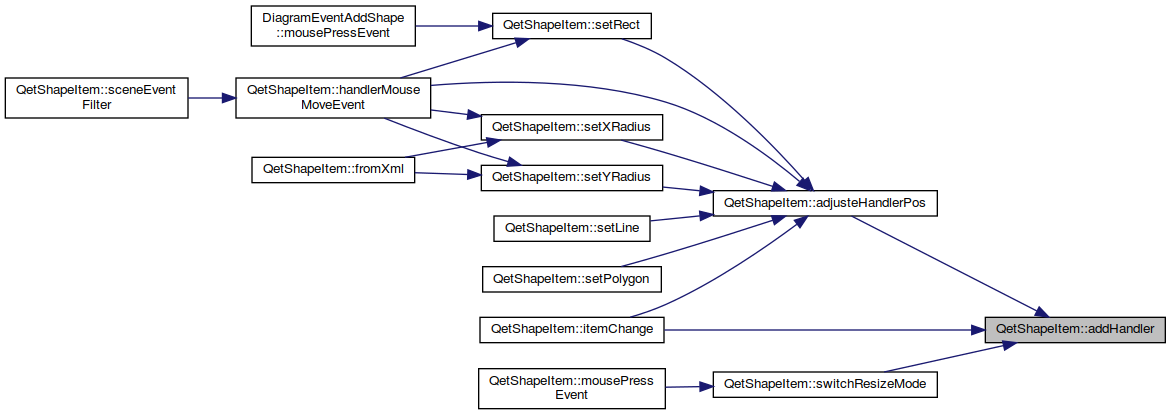 DiagramEventAddShape
::mousePressEvent
QetShapeItem::setRect
QetShapeItem::sceneEvent
Filter
QetShapeItem::handlerMouse
MoveEvent
QetShapeItem::setXRadius
QetShapeItem::fromXml
QetShapeItem::setYRadius
QetShapeItem::adjusteHandlerPos
QetShapeItem::setLine
QetShapeItem::setPolygon
QetShapeItem::itemChange
QetShapeItem::addHandler
QetShapeItem::mousePress
Event
QetShapeItem::switchResizeMode